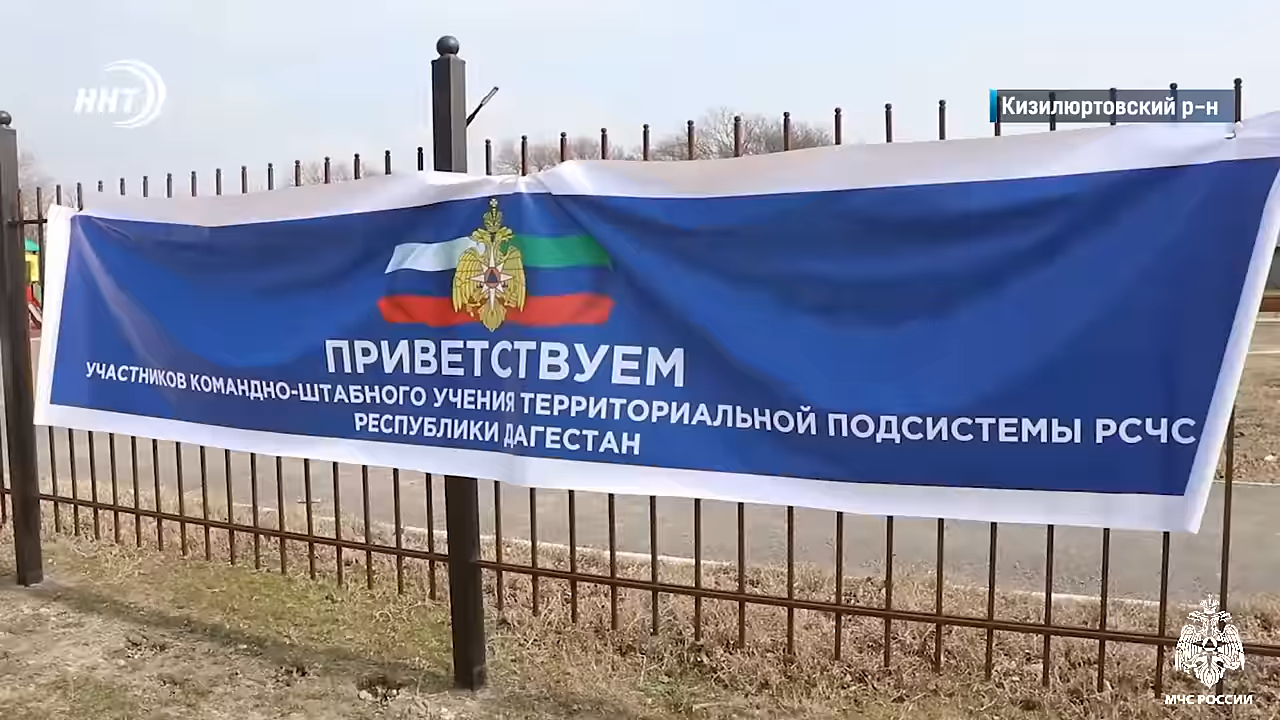 ННТ
Кизилюртовский р-н
ПРИВЕТСТВУЕМ
УЧАСТНИКОВ КОМАНДНО-ШТАБНОГО УЧЕНИЯ ТЕРРИТОРИАЛЬНОЙ ПОДСИСТЕМЫ РСЧС
РЕСПУБЛИКИ ДАГЕСТАН
МЧС РОССИИ